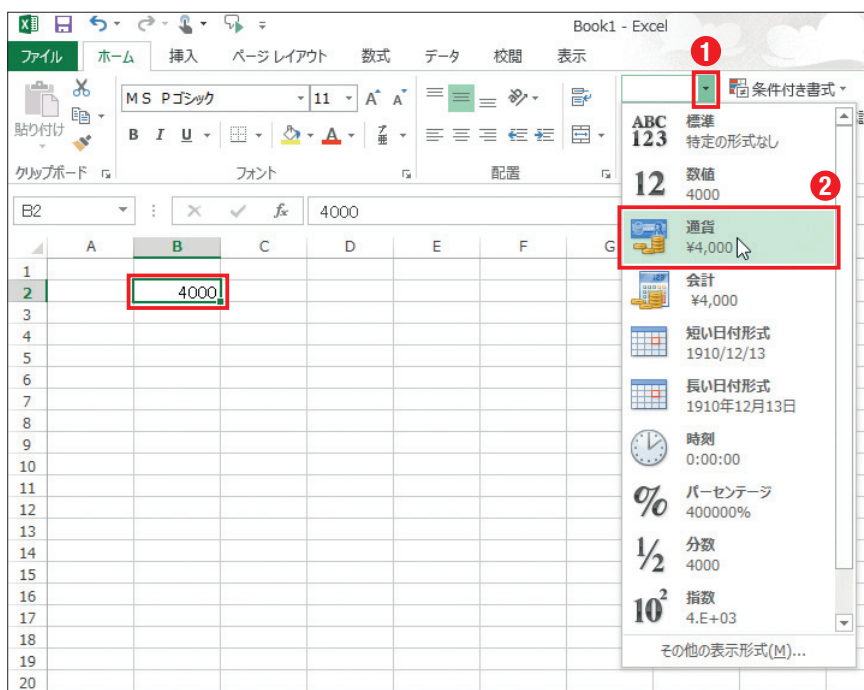 Book1 - Excel
ファイル ホーム 挿入 ページ レイアウト 数式 データ 校閲 表示
1
MS Pゴシック 11 A A
条件付き書式
貼り付け
B I U A 亜
クリップボード フォント 配置
B2 fx 4000
A B C D E F G
1
2 4000
3
4
5
6
7
8
9
10
11
12
13
14
15
16
17
18
19
20
ABC 123 標準
特定の形式なし
2
12 数値
4000
通貨
¥4,000
会計
¥4,000
短い日付形式
1910/12/13
長い日付形式
1910年12月13日
時刻
0:00:00
% パーセンテージ
400000%
1/2 分数
4000
10² 指数
4.E+03
その他の表示形式(M)...